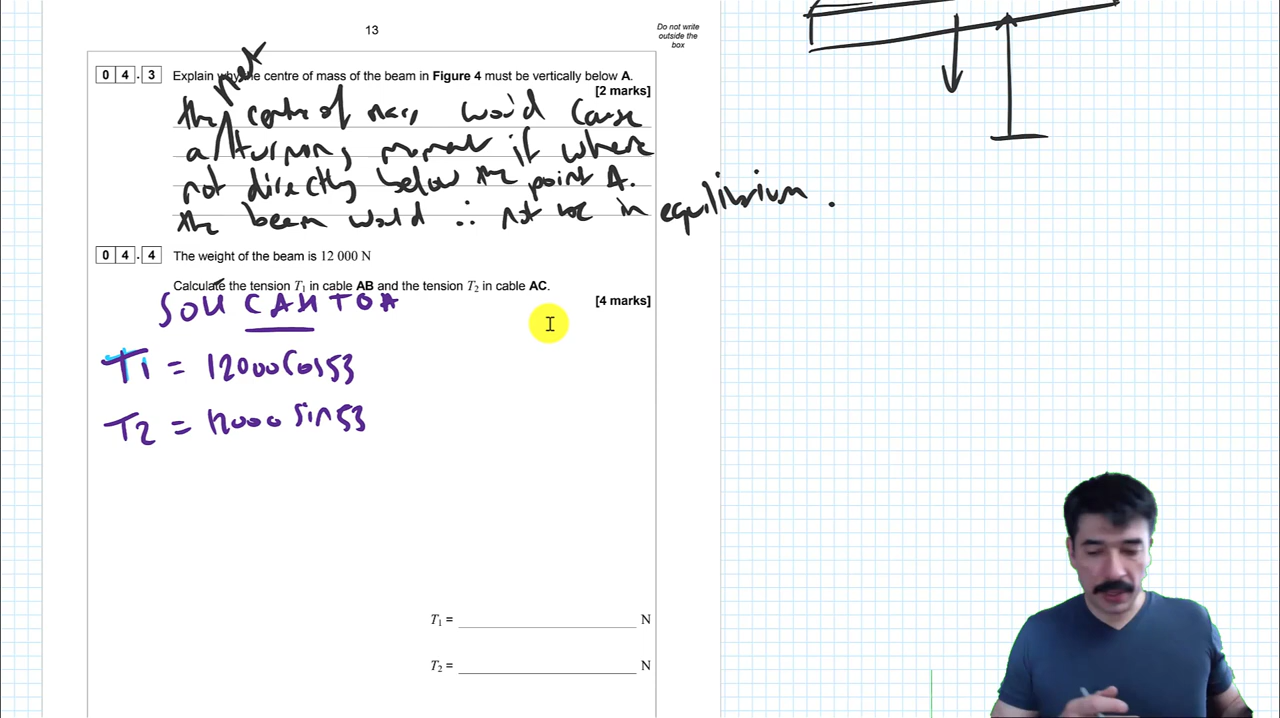 13
Do not write
outside the
box
0 4 . 3 Explain why the centre of mass of the beam in Figure 4 must be vertically below A.
[2 marks]
net
the centre of mass would cause
a turning moment if where
not directly below the point A.
the beam would ∴ not be in equilibrium.
0 4 . 4 The weight of the beam is 12 000 N
Calculate the tension T₁ in cable AB and the tension T₂ in cable AC.
[4 marks]
SOH CAH TOA
T1 = 12000 Cos 53
T2 = 12000 sin 53
T₁ = N
T₂ = N